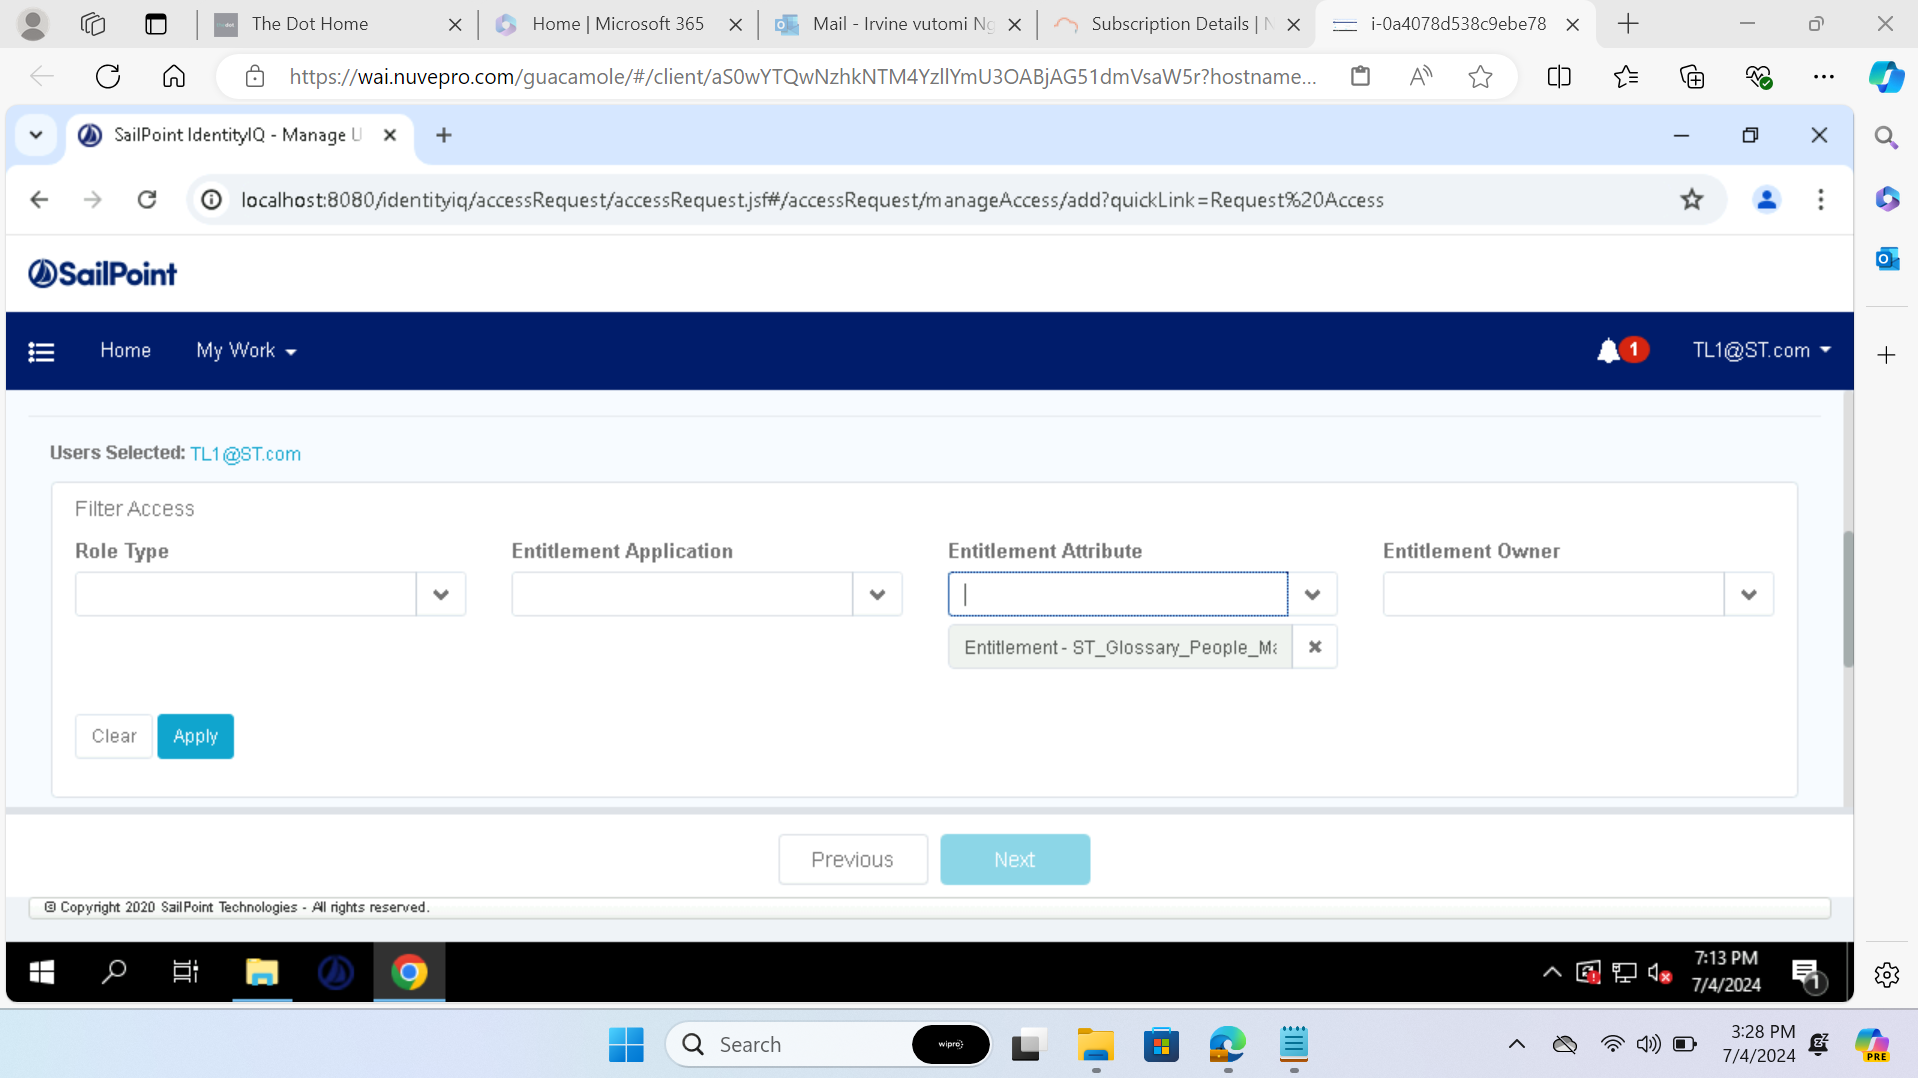 The Dot Home
Home | Microsoft 365
Mail - Irvine vutomi Ng
Subscription Details | N
i-0a4078d538c9ebe78
https://wai.nuvepro.com/guacamole/#/client/aS0wYTQwNzhkNTM4YzllYmU3OABjAG51dmVsaW5r?hostname...
SailPoint IdentityIQ - Manage U
localhost:8080/identityiq/accessRequest/accessRequest.jsf#/accessRequest/manageAccess/add?quickLink=Request%20Access
SailPoint
Home
My Work
1
TL1@ST.com
Users Selected: TL1@ST.com
Filter Access
Role Type
Entitlement Application
Entitlement Attribute
Entitlement Owner
Entitlement - ST_Glossary_People_Ma
Clear
Apply
Previous
Next
© Copyright 2020 SailPoint Technologies - All rights reserved.
7:13 PM
7/4/2024
1
Search
wipro
3:28 PM
7/4/2024
PRE